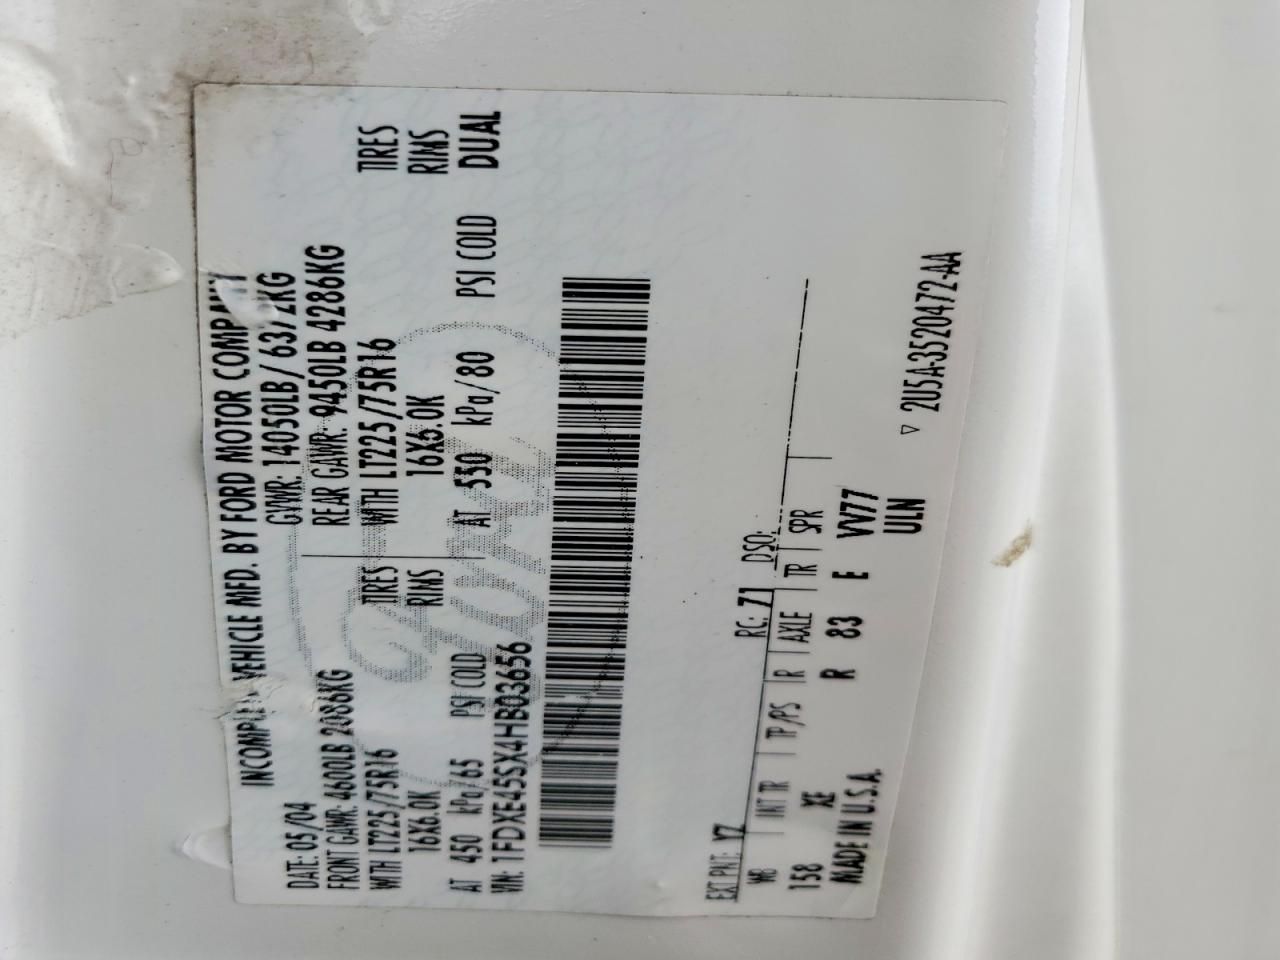 INCOMPLETE VEHICLE MFD. BY FORD MOTOR COMPANY
DATE: 05/04 GVWR: 14050LB/ 6372KG
FRONT GAWR: 4600LB 2086KG REAR GAWR: 9450LB 4286KG
WITH LT225/75R16 TIRES WITH LT225/75R16 TIRES
16X6.0K RIMS 16X6.0K RIMS
AT 450 kPa/65 PSI COLD AT 550 kPa/80 PSI COLD DUAL
VIN: 1FDXE45SX4HB03656
EXT PNT: YZ RC: 71 DSO:
WB INT TR TP/PS R AXLE TR SPR
158 XE R 83 E VV77
MADE IN U.S.A. ULN
▽ 2U5A-3520472-AA